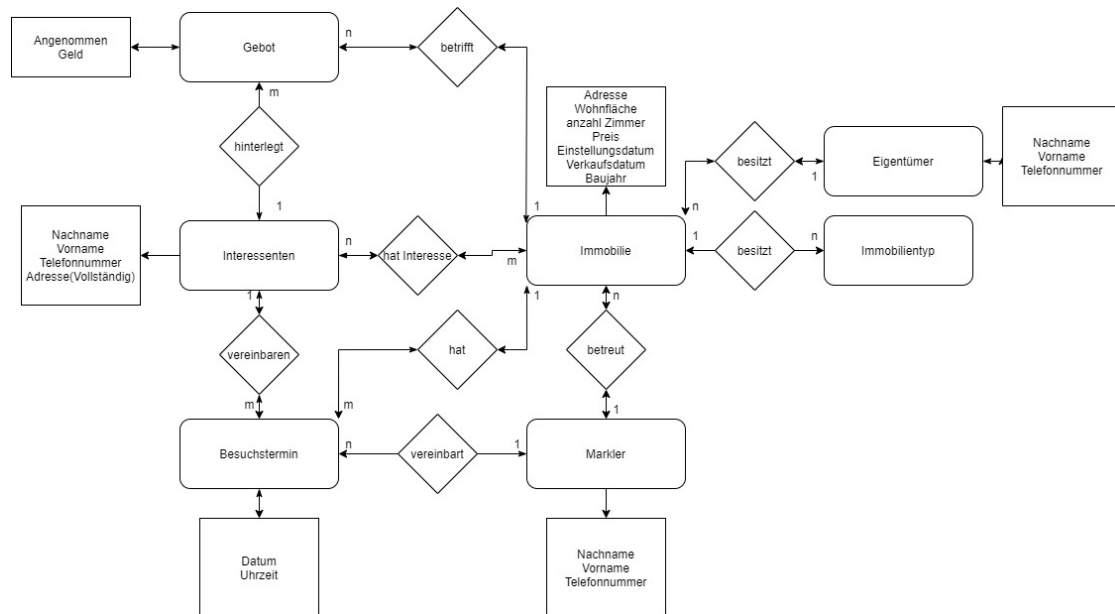 Angenommen
Geld
Gebot
n
betrifft
m
hinterlegt
1
Adresse
Wohnfläche
anzahl Zimmer
Preis
Einstellungsdatum
Verkaufsdatum
Baujahr
besitzt
1
Eigentümer
Nachname
Vorname
Telefonnummer
n
Nachname
Vorname
Telefonnummer
Adresse(Vollständig)
Interessenten
n
hat Interesse
m
1
Immobilie
1
besitzt
n
Immobilientyp
1
vereinbaren
m
hat
1
m
n
betreut
1
Besuchstermin
n
vereinbart
1
Markler
Datum
Uhrzeit
Nachname
Vorname
Telefonnummer